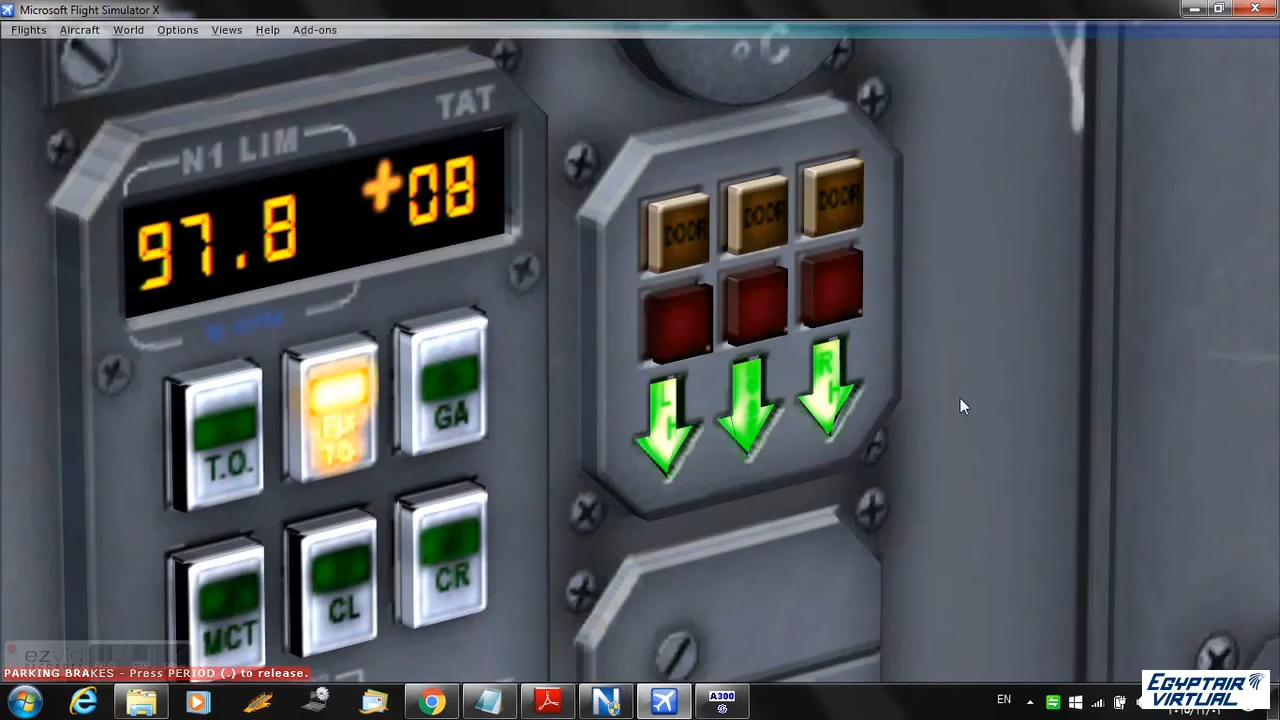 Microsoft Flight Simulator X
Flights Aircraft World Options Views Help Add-ons
°C
TAT
N1 LIM
97.8 +08
DOOR DOOR DOOR
T.O.
FLX
TO
GA
MCT
CL
CR
ezvid
PARKING BRAKES - Press PERIOD (.) to release.
A300
EN
EGYPTAIR
VIRTUAL